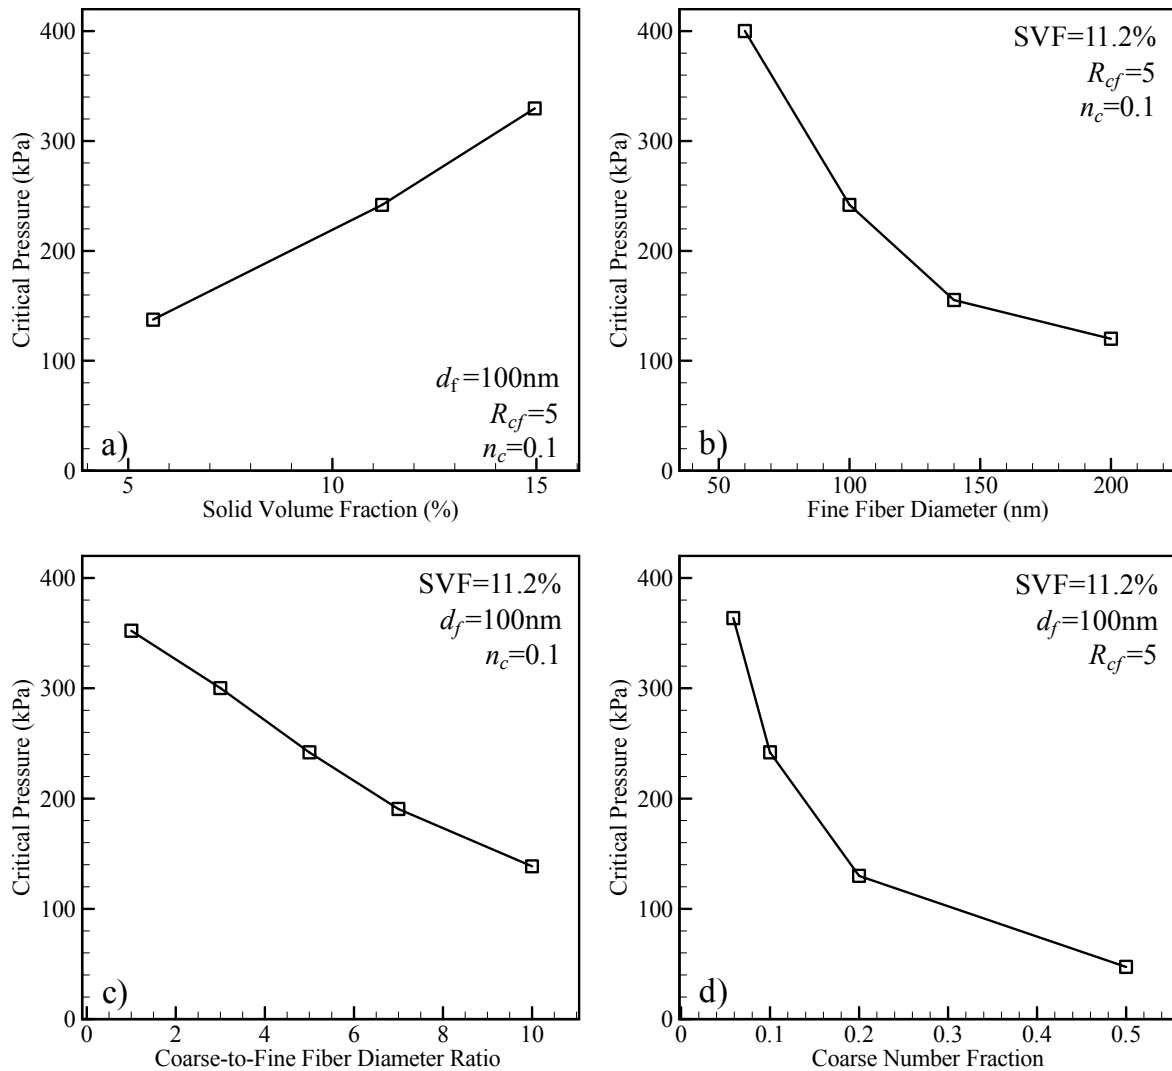 400
300
200
100
0
Critical Pressure (kPa)
d_f=100nm
R_cf=5
n_c=0.1
a)
5
10
15
Solid Volume Fraction (%)
400
300
200
100
0
Critical Pressure (kPa)
SVF=11.2%
R_cf=5
n_c=0.1
b)
50
100
150
200
Fine Fiber Diameter (nm)
400
300
200
100
0
Critical Pressure (kPa)
SVF=11.2%
d_f=100nm
n_c=0.1
c)
0
2
4
6
8
10
Coarse-to-Fine Fiber Diameter Ratio
400
300
200
100
0
Critical Pressure (kPa)
SVF=11.2%
d_f=100nm
R_cf=5
d)
0
0.1
0.2
0.3
0.4
0.5
Coarse Number Fraction